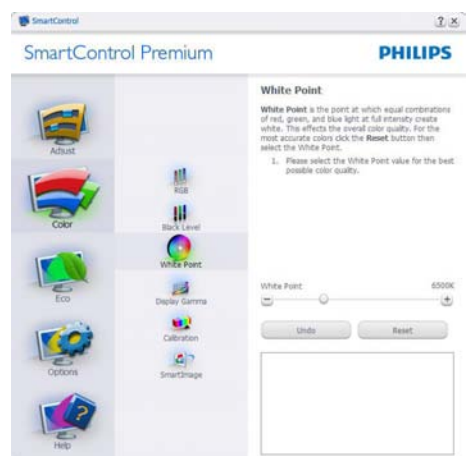 SmartControl
SmartControl Premium
PHILIPS
Adjust
Color
Eco
Options
Help
RGB
Black Level
White Point
Display Gamma
Calibration
SmartImage
White Point
White Point is the point at which equal combinations
of red, green, and blue light at full intensity create
white. This effects the overall color quality. For the
most accurate colors click the Reset button then
select the White Point.
1. Please select the White Point value for the best
possible color quality.
White Point 6500K
Undo Reset